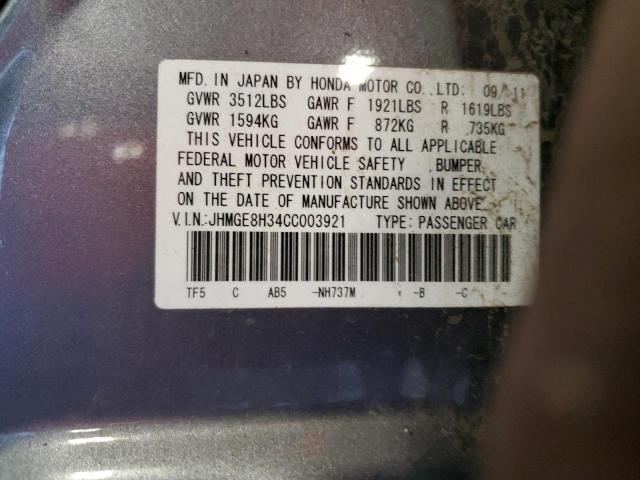 MFD. IN JAPAN BY HONDA MOTOR CO.,LTD. 09/11
GVWR 3512LBS GAWR F 1921LBS R 1619LBS
GVWR 1594KG GAWR F 872KG R 735KG
THIS VEHICLE CONFORMS TO ALL APPLICABLE
FEDERAL MOTOR VEHICLE SAFETY , BUMPER,
AND THEFT PREVENTION STANDARDS IN EFFECT
ON THE DATE OF MANUFACTURE SHOWN ABOVE.
V.I.N.:JHMGE8H34CC003921 TYPE: PASSENGER CAR
TF5 C AB5 -NH737M -B -C